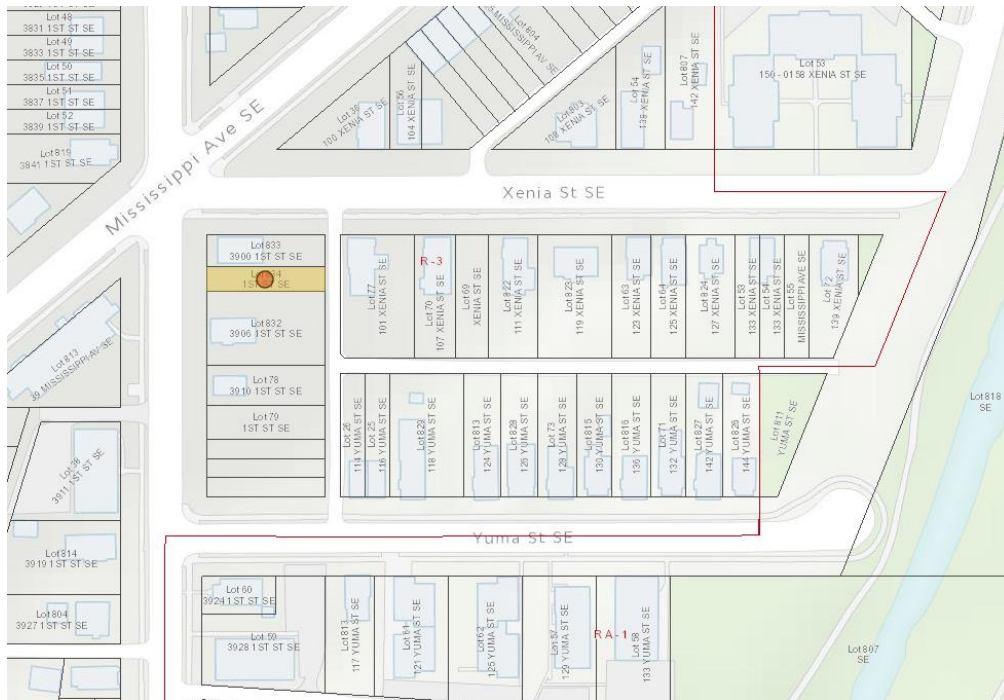 Lot 48
3831 1ST ST SE
Lot 49
3833 1ST ST SE
Lot 50
3835 1ST ST SE
Lot 51
3837 1ST ST SE
Lot 52
3839 1ST ST SE
Lot 819
3841 1ST ST SE
Mississippi Ave SE
Lot 804
MISSISSIPPI AV SE
100 XENIA ST SE
Lot 56
104 XENIA ST SE
Lot 803
108 XENIA ST SE
Lot 54
138 XENIA ST SE
Lot 807
142 XENIA ST SE
Lot 53
150 - 0158 XENIA ST SE
Xenia St SE
Lot 833
3900 1ST ST SE
Lot 832
3906 1ST ST SE
Lot 78
3910 1ST ST SE
Lot 79
1ST ST SE
Lot 77
101 XENIA ST SE
R-3
Lot 70
107 XENIA ST SE
Lot 69
XENIA ST SE
Lot 822
111 XENIA ST SE
Lot 823
119 XENIA ST SE
Lot 63
123 XENIA ST SE
Lot 64
125 XENIA ST SE
Lot 824
127 XENIA ST SE
Lot 53
133 XENIA ST SE
Lot 54
133 XENIA ST SE
Lot 55
MISSISSIPPI AVE SE
Lot 72
139 XENIA ST SE
Lot 813
39 MISSISSIPPI AV SE
Lot 38
3911 1 ST ST SE
Lot 26
114 YUMA ST SE
Lot 25
116 YUMA ST SE
Lot 829
118 YUMA ST SE
Lot 813
124 YUMA ST SE
Lot 828
126 YUMA ST SE
Lot 73
128 YUMA ST SE
Lot 815
130 YUMA ST SE
Lot 816
136 YUMA ST SE
Lot 71
132 YUMA ST SE
Lot 827
142 YUMA ST SE
Lot 826
144 YUMA ST SE
Lot 811
YUMA ST SE
Lot 818
SE
Yuma St SE
Lot 814
3919 1 ST ST SE
Lot 804
3927 1 ST ST SE
Lot 60
3924 1 ST ST SE
Lot 59
3928 1 ST ST SE
Lot 813
117 YUMA ST SE
Lot 61
121 YUMA ST SE
Lot 62
125 YUMA ST SE
Lot 57
129 YUMA ST SE
RA-1
Lot 58
133 YUMA ST SE
Lot 807
SE